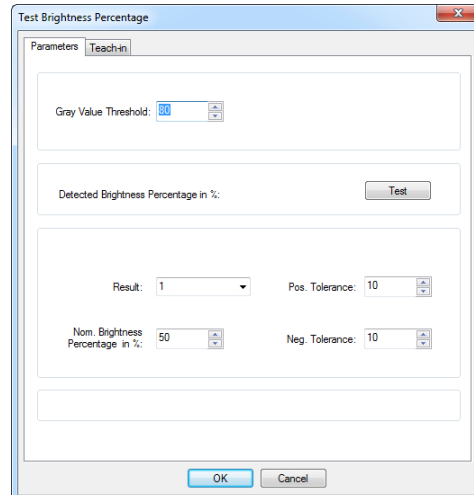 Test Brightness Percentage
Parameters
Teach-in
Gray Value Threshold: 80
Detected Brightness Percentage in %: Test
Result: 1
Pos. Tolerance: 10
Nom. Brightness
Percentage in %: 50
Neg. Tolerance: 10
OK
Cancel